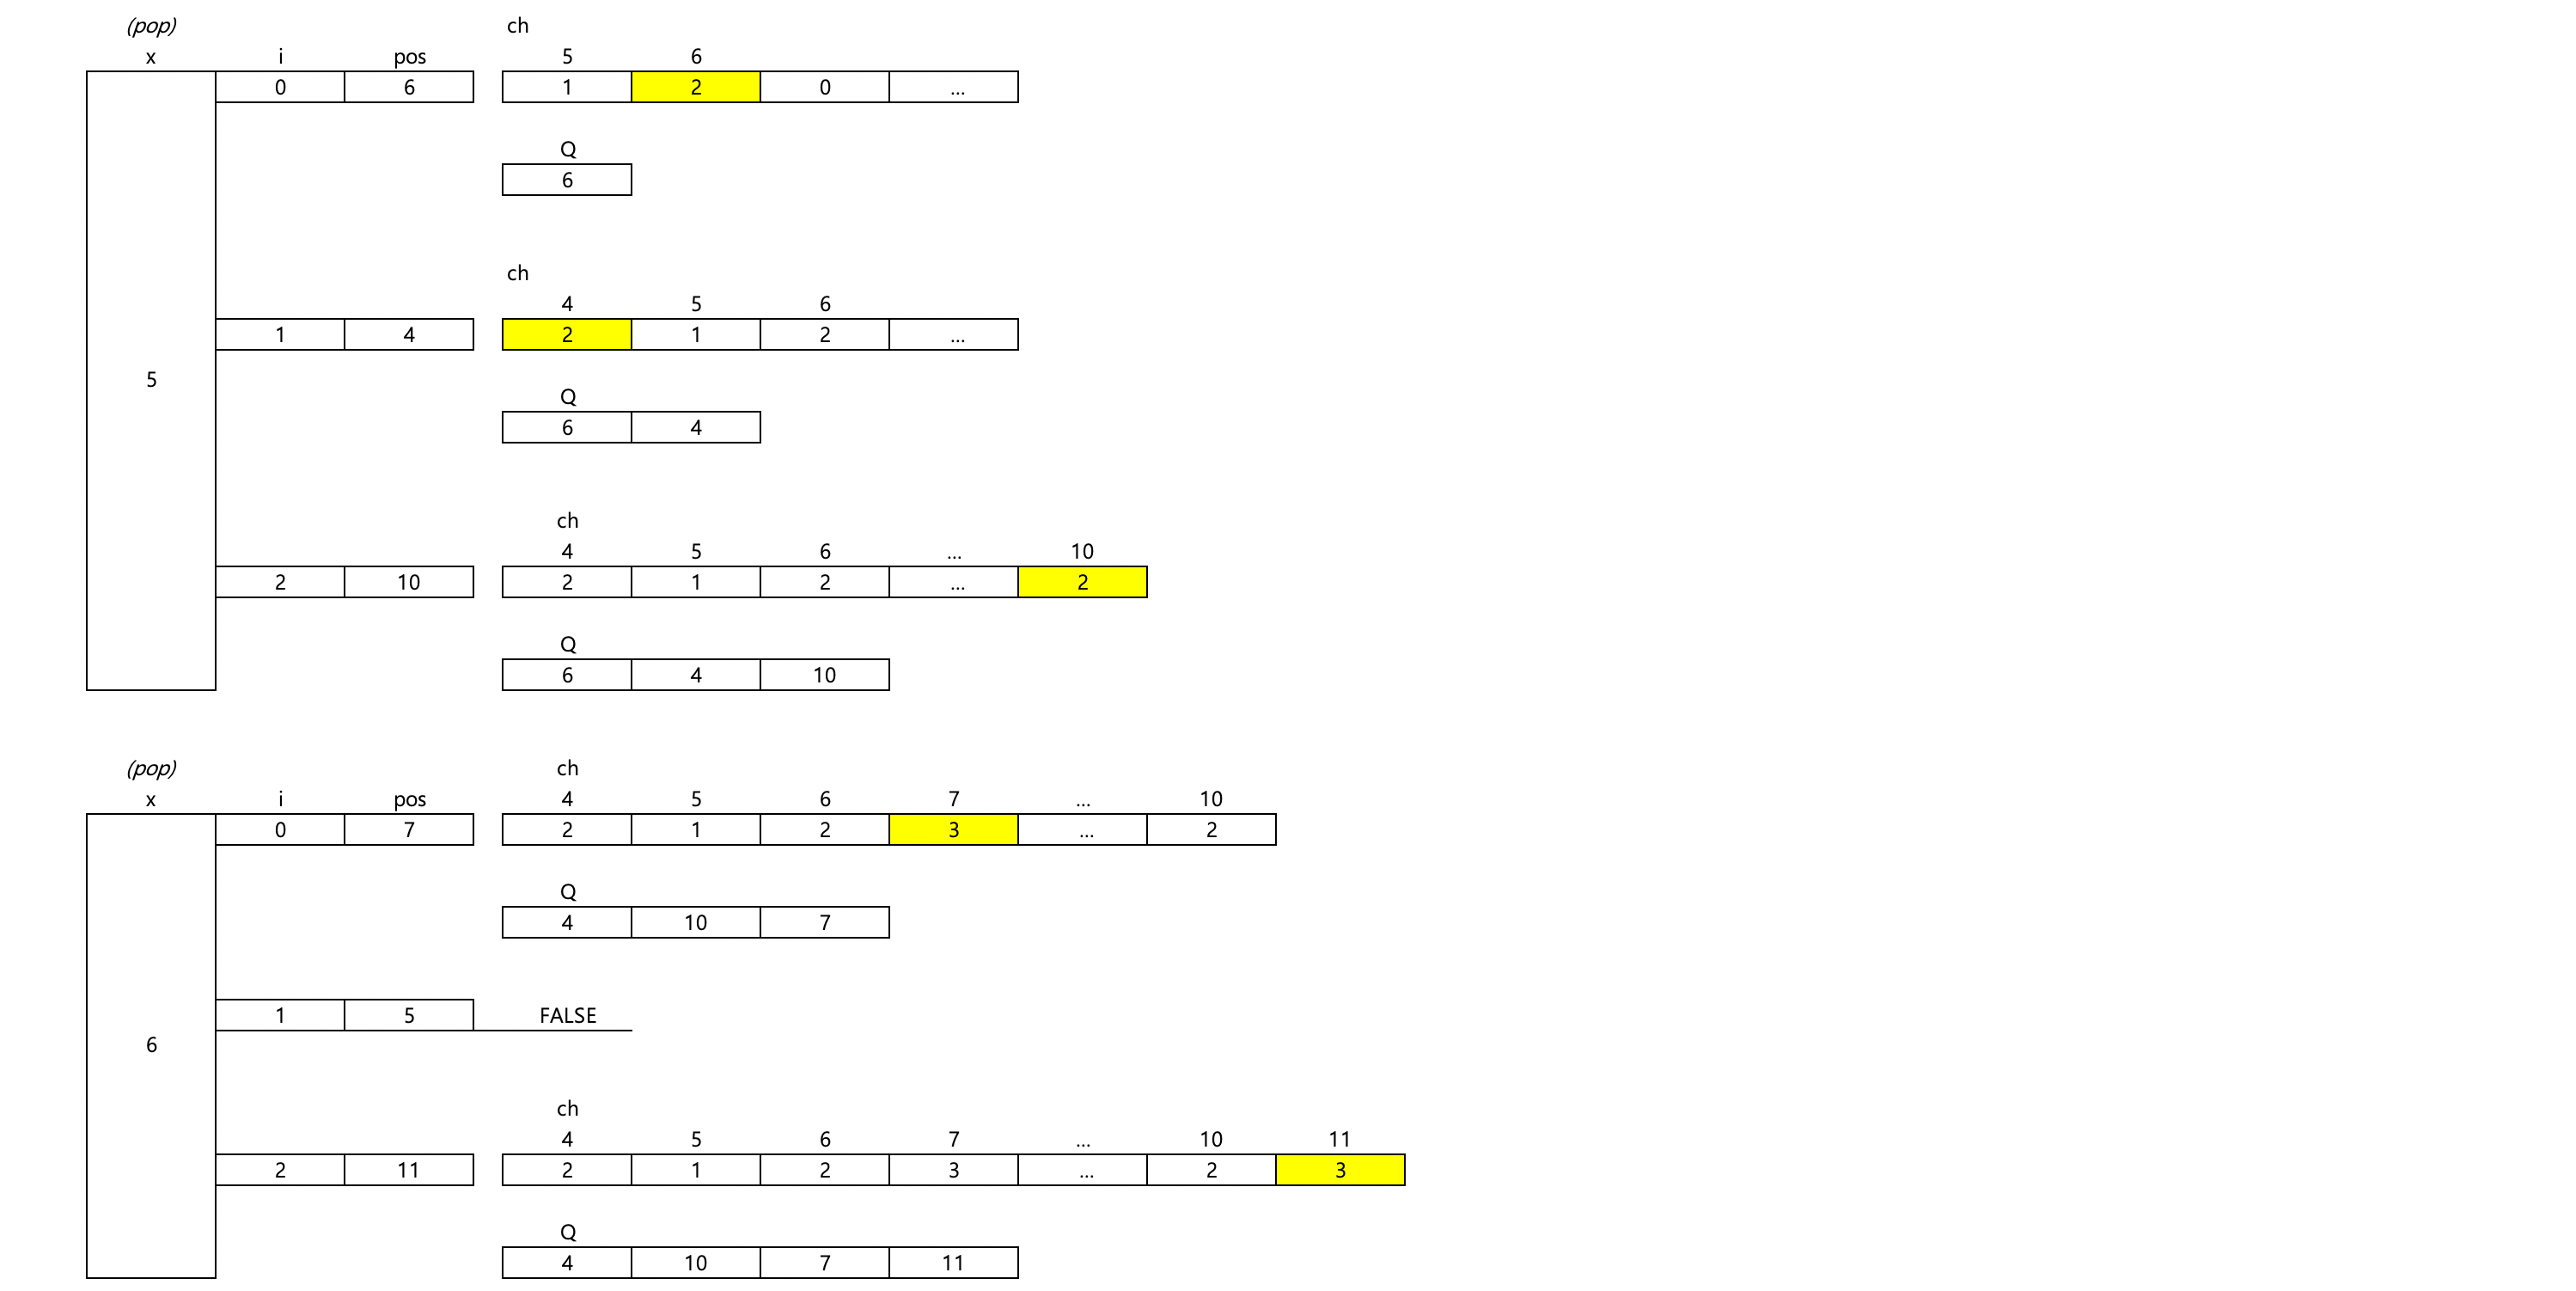 (pop) ch
x i pos 5 6
0 6 1 2 0 ...
Q
6
ch
4 5 6
1 4 2 1 2 ...
5
Q
6 4
ch
4 5 6 ... 10
2 10 2 1 2 ... 2
Q
6 4 10
(pop) ch
x i pos 4 5 6 7 ... 10
0 7 2 1 2 3 ... 2
Q
4 10 7
1 5 FALSE
6
ch
4 5 6 7 ... 10 11
2 11 2 1 2 3 ... 2 3
Q
4 10 7 11